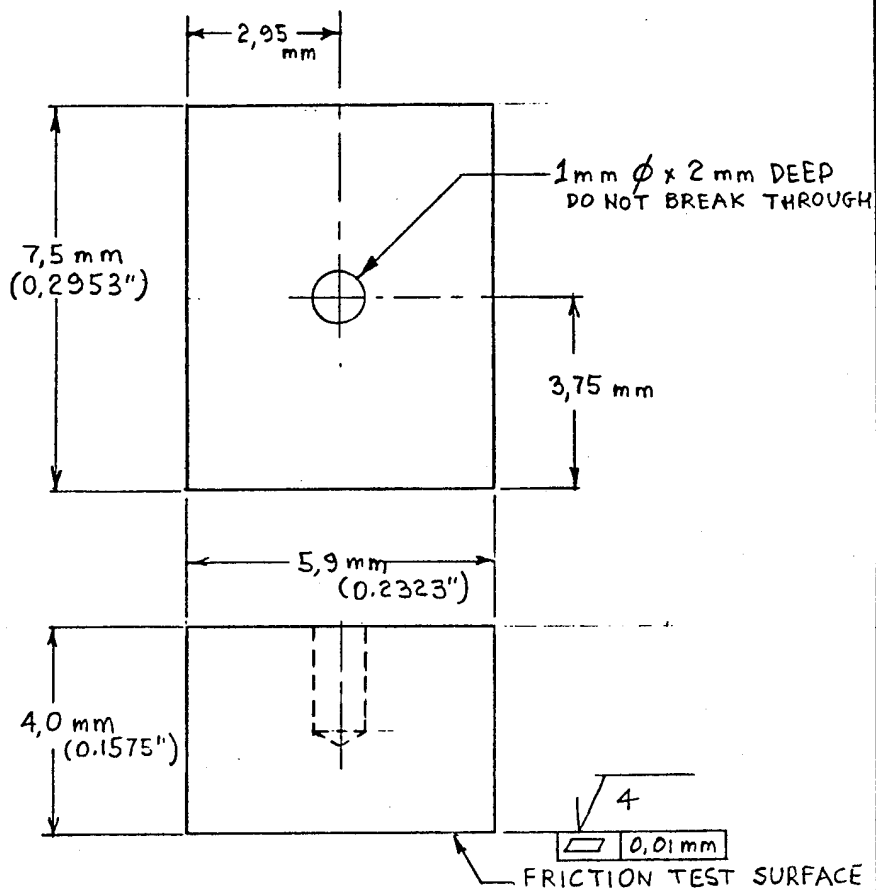 2,95
mm
1mm ϕ x 2 mm DEEP
DO NOT BREAK THROUGH
7,5 mm
(0,2953")
3,75 mm
5,9 mm
(0.2323")
4,0 mm
(0.1575")
4
0,01 mm
FRICTION TEST SURFACE